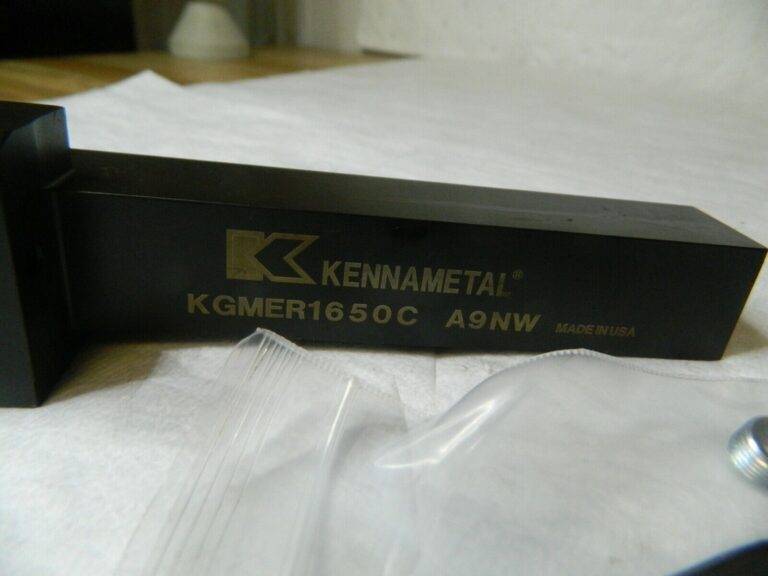 KENNAMETAL®
KGMER1650C A9NW MADE IN USA